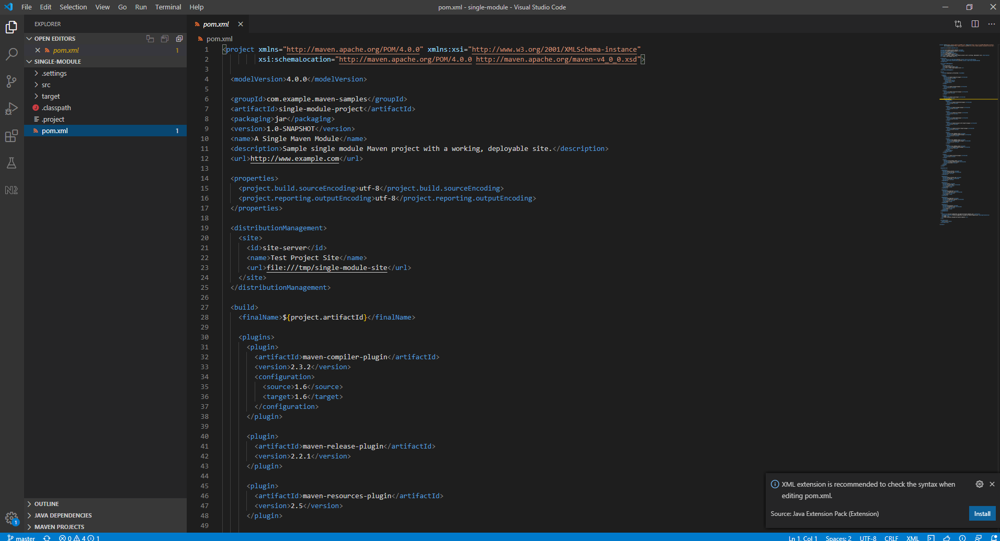 File Edit Selection View Go Run Terminal Help
pom.xml - single-module - Visual Studio Code
EXPLORER
OPEN EDITORS
pom.xml 1
SINGLE-MODULE
.settings
src
target
.classpath
.project
pom.xml 1
OUTLINE
JAVA DEPENDENCIES
MAVEN PROJECTS
1
pom.xml
pom.xml
1 <project xmlns="http://maven.apache.org/POM/4.0.0" xmlns:xsi="http://www.w3.org/2001/XMLSchema-instance"
2 xsi:schemaLocation="http://maven.apache.org/POM/4.0.0 http://maven.apache.org/maven-v4_0_0.xsd">
3
4 <modelVersion>4.0.0</modelVersion>
5
6 <groupId>com.example.maven-samples</groupId>
7 <artifactId>single-module-project</artifactId>
8 <packaging>jar</packaging>
9 <version>1.0-SNAPSHOT</version>
10 <name>A Single Maven Module</name>
11 <description>Sample single module Maven project with a working, deployable site.</description>
12 <url>http://www.example.com</url>
13
14 <properties>
15 <project.build.sourceEncoding>utf-8</project.build.sourceEncoding>
16 <project.reporting.outputEncoding>utf-8</project.reporting.outputEncoding>
17 </properties>
18
19 <distributionManagement>
20 <site>
21 <id>site-server</id>
22 <name>Test Project Site</name>
23 <url>file:///tmp/single-module-site</url>
24 </site>
25 </distributionManagement>
26
27 <build>
28 <finalName>${project.artifactId}</finalName>
29
30 <plugins>
31 <plugin>
32 <artifactId>maven-compiler-plugin</artifactId>
33 <version>2.3.2</version>
34 <configuration>
35 <source>1.6</source>
36 <target>1.6</target>
37 </configuration>
38 </plugin>
39
40 <plugin>
41 <artifactId>maven-release-plugin</artifactId>
42 <version>2.2.1</version>
43 </plugin>
44
45 <plugin>
46 <artifactId>maven-resources-plugin</artifactId>
47 <version>2.5</version>
48 </plugin>
49
XML extension is recommended to check the syntax when
editing pom.xml.
Source: Java Extension Pack (Extension)
Install
master 0 4 1
Ln 1, Col 1 Spaces: 2 UTF-8 CRLF XML